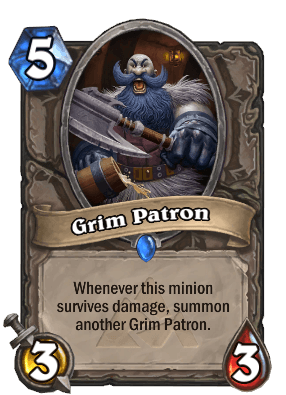 5
Grim Patron
Whenever this minion
survives damage, summon
another Grim Patron.
3 3